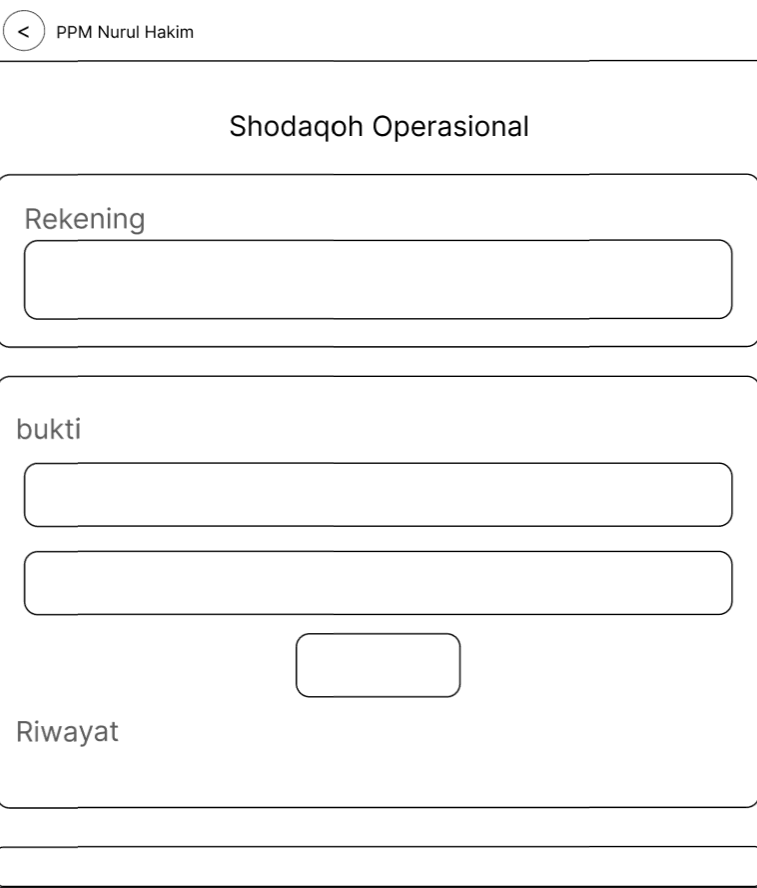 < PPM Nurul Hakim
Shodaqoh Operasional
Rekening
bukti
Riwayat